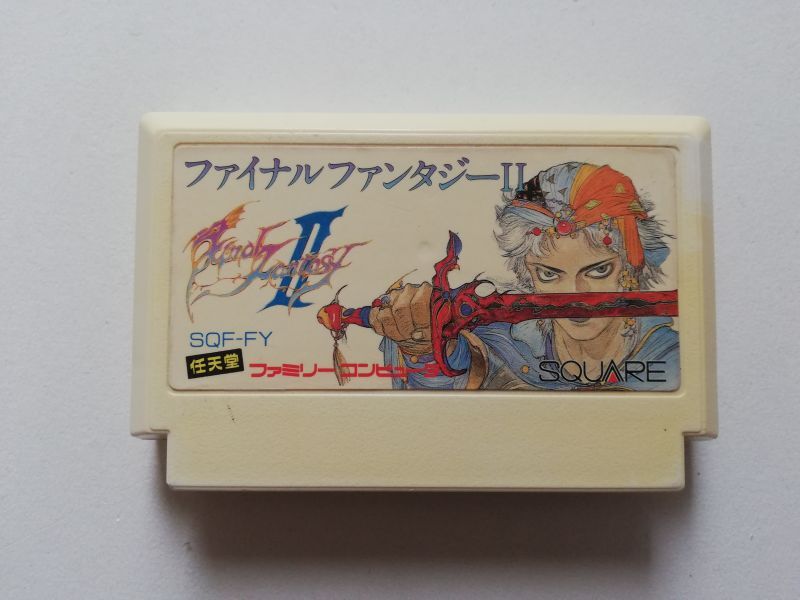 ファイナルファンタジーII
Final Fantasy II
SQF-FY
任天堂 ファミリーコンピュータ
SQUARE